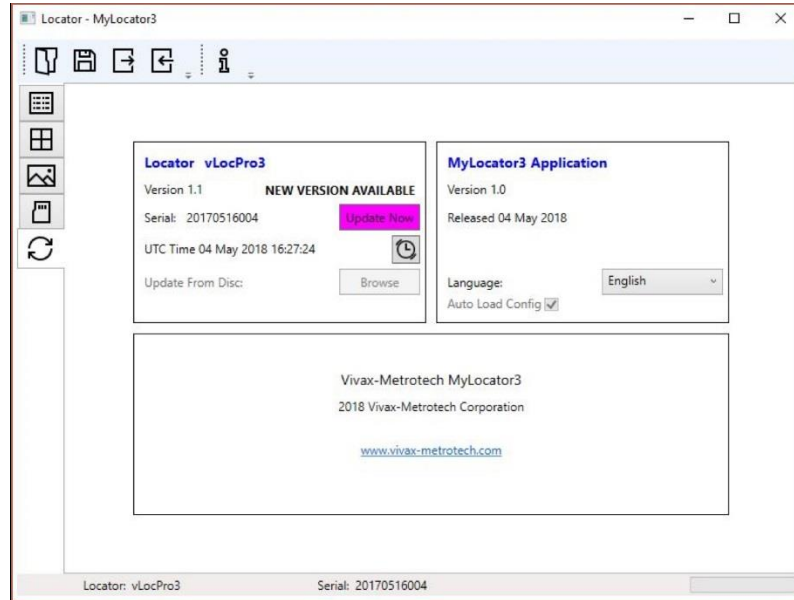 Locator - MyLocator3
Locator vLocPro3
Version 1.1 NEW VERSION AVAILABLE
Serial: 20170516004 Update Now
UTC Time 04 May 2018 16:27:24
Update From Disc: Browse
MyLocator3 Application
Version 1.0
Released 04 May 2018
Language: English
Auto Load Config
Vivax-Metrotech MyLocator3
2018 Vivax-Metrotech Corporation
www.vivax-metrotech.com
Locator: vLocPro3 Serial: 20170516004